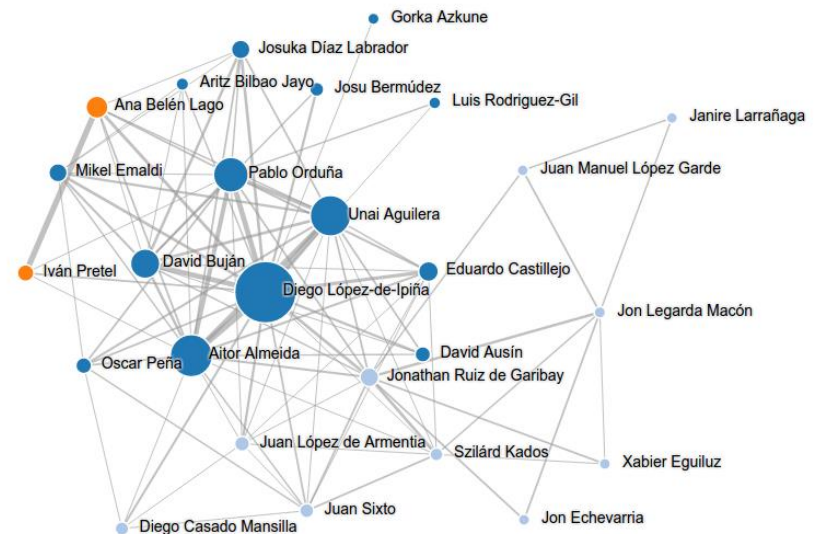 Gorka Azkune
Josuka Díaz Labrador
Aritz Bilbao Jayo
Josu Bermúdez
Ana Belén Lago
Luis Rodriguez-Gil
Janire Larrañaga
Mikel Emaldi
Pablo Orduña
Juan Manuel López Garde
Unai Aguilera
David Buján
Iván Pretel
Eduardo Castillejo
Diego López-de-Ipiña
Jon Legarda Macón
Oscar Peña
Aitor Almeida
David Ausín
Jonathan Ruiz de Garibay
Juan López de Armentia
Szilárd Kados
Xabier Eguiluz
Juan Sixto
Jon Echevarria
Diego Casado Mansilla